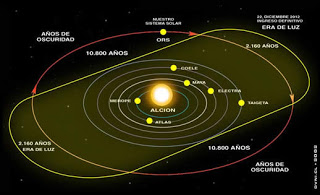 NUESTRO
SISTEMA SOLAR
ORS
22, DICIEMBRE 2012
INGRESO DEFINITIVO
ERA DE LUZ
AÑOS DE
OSCURIDAD
10.800 AÑOS
2.160 AÑOS
COELE
MAYA
MEROPE
ELECTRA
ALCION
TAIGETA
ATLAS
2.160 AÑOS
ERA DE LUZ
10.800 AÑOS
AÑOS DE
OSCURIDAD